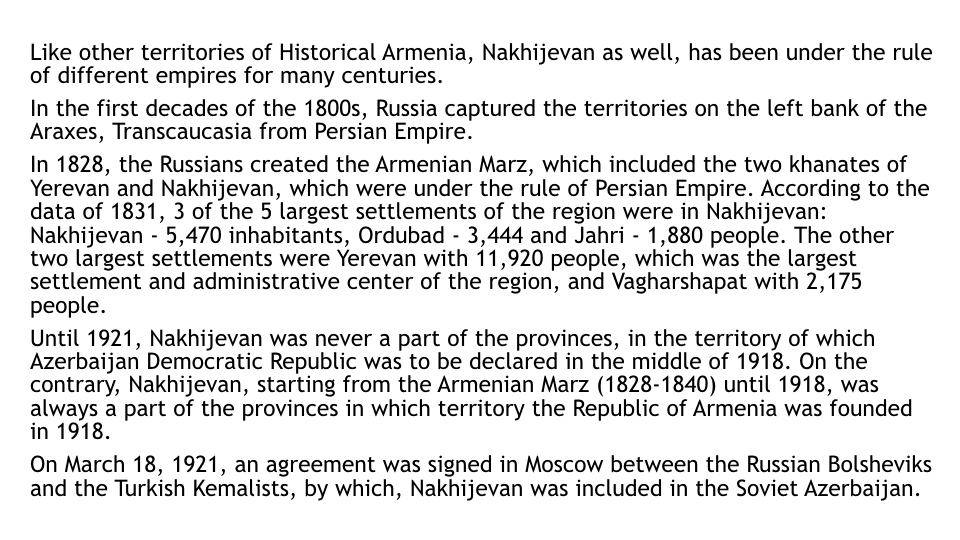 Like other territories of Historical Armenia, Nakhijevan as well, has been under the rule
of different empires for many centuries.
In the first decades of the 1800s, Russia captured the territories on the left bank of the
Araxes, Transcaucasia from Persian Empire.
In 1828, the Russians created the Armenian Marz, which included the two khanates of
Yerevan and Nakhijevan, which were under the rule of Persian Empire. According to the
data of 1831, 3 of the 5 largest settlements of the region were in Nakhijevan:
Nakhijevan - 5,470 inhabitants, Ordubad - 3,444 and Jahri - 1,880 people. The other
two largest settlements were Yerevan with 11,920 people, which was the largest
settlement and administrative center of the region, and Vagharshapat with 2,175
people.
Until 1921, Nakhijevan was never a part of the provinces, in the territory of which
Azerbaijan Democratic Republic was to be declared in the middle of 1918. On the
contrary, Nakhijevan, starting from the Armenian Marz (1828-1840) until 1918, was
always a part of the provinces in which territory the Republic of Armenia was founded
in 1918.
On March 18, 1921, an agreement was signed in Moscow between the Russian Bolsheviks
and the Turkish Kemalists, by which, Nakhijevan was included in the Soviet Azerbaijan.